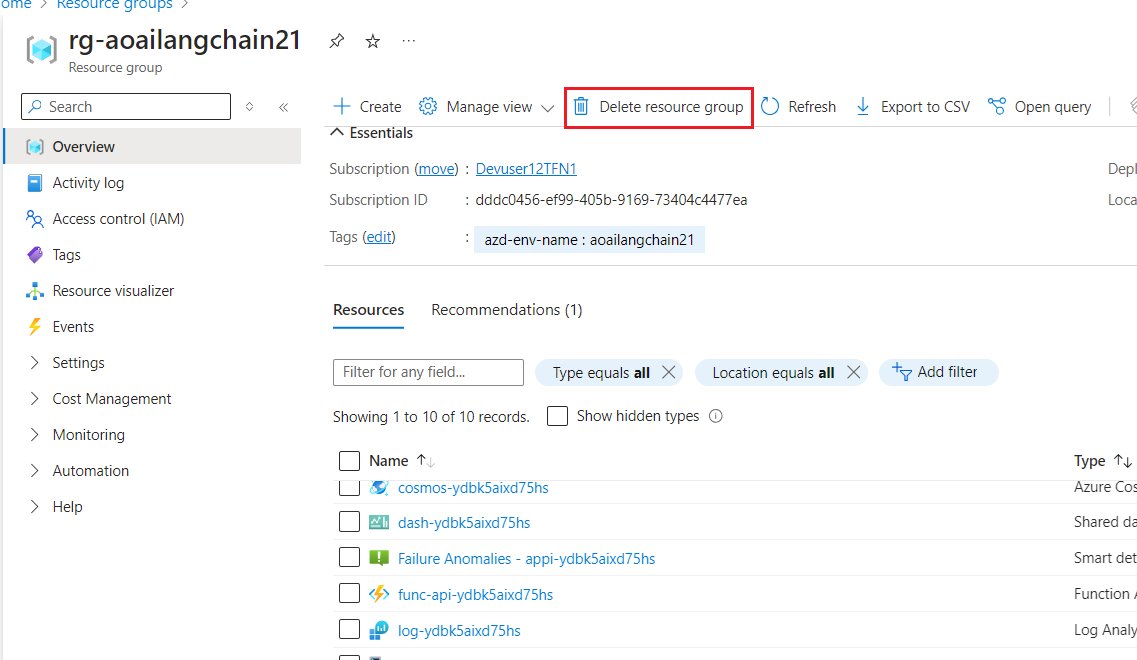 ome > Resource groups >
rg-aoailangchain21
Resource group
Search
Create Manage view Delete resource group Refresh Export to CSV Open query
Overview
Activity log
Access control (IAM)
Tags
Resource visualizer
Events
Settings
Cost Management
Monitoring
Automation
Help
Essentials
Subscription (move) : Devuser12TFN1
Subscription ID : dddc0456-ef99-405b-9169-73404c4477ea
Tags (edit) : azd-env-name : aoailangchain21
Depl
Loca
Resources Recommendations (1)
Filter for any field... Type equals all Location equals all Add filter
Showing 1 to 10 of 10 records. Show hidden types
Name Type
cosmos-ydbk5aixd75hs Azure Cos
dash-ydbk5aixd75hs Shared da
Failure Anomalies - appi-ydbk5aixd75hs Smart det
func-api-ydbk5aixd75hs Function A
log-ydbk5aixd75hs Log Analy